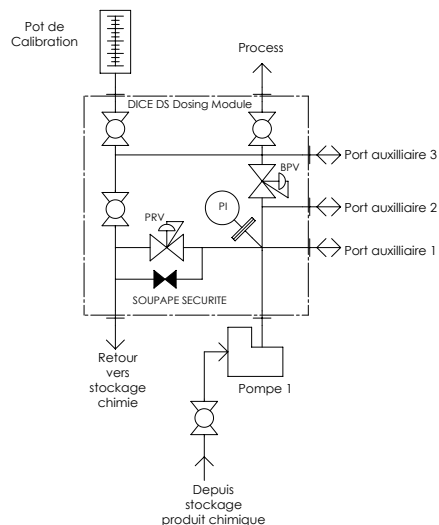 Pot de
Calibration
Process
DICE DS Dosing Module
BPV
Port auxilliaire 3
PI
Port auxilliaire 2
PRV
Port auxilliaire 1
SOUPAPE SECURITE
Retour
vers
stockage
chimie
Pompe 1
Depuis
stockage
produit chimique